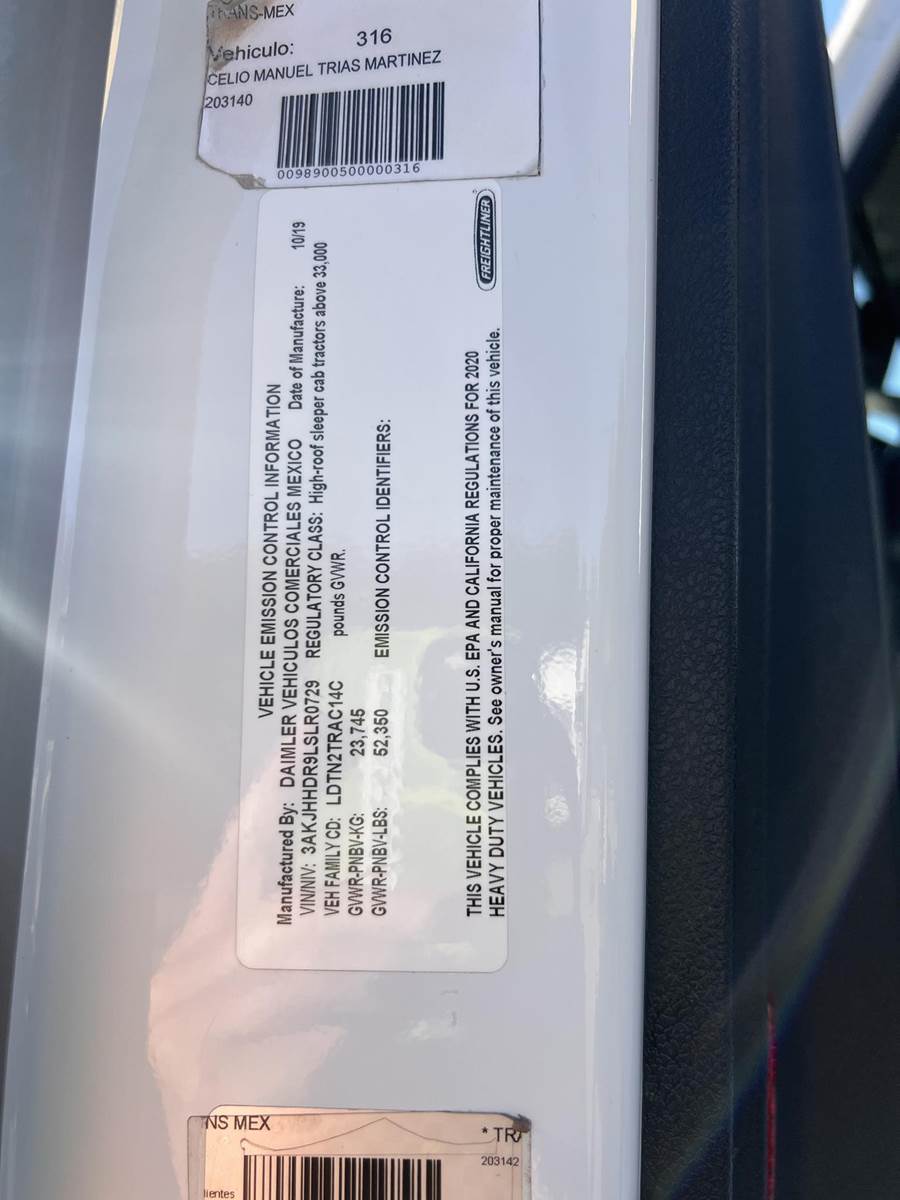 TRANS-MEX
Vehiculo: 316
CELIO MANUEL TRIAS MARTINEZ
203140
0098900500000316
FREIGHTLINER
VEHICLE EMISSION CONTROL INFORMATION
Manufactured By: DAIMLER VEHICULOS COMERCIALES MEXICO Date of Manufacture: 10/19
VIN/NIV: 3AKJHHDR9LSLR0729 REGULATORY CLASS: High-roof sleeper cab tractors above 33,000
VEH FAMILY CD: LDTN2TRAC14C pounds GVWR.
GVWR-PNBV-KG: 23,745
GVWR-PNBV-LBS: 52,350 EMISSION CONTROL IDENTIFIERS:
THIS VEHICLE COMPLIES WITH U.S. EPA AND CALIFORNIA REGULATIONS FOR 2020
HEAVY DUTY VEHICLES. See owner's manual for proper maintenance of this vehicle.
NS MEX
* TRA
203142
lientes